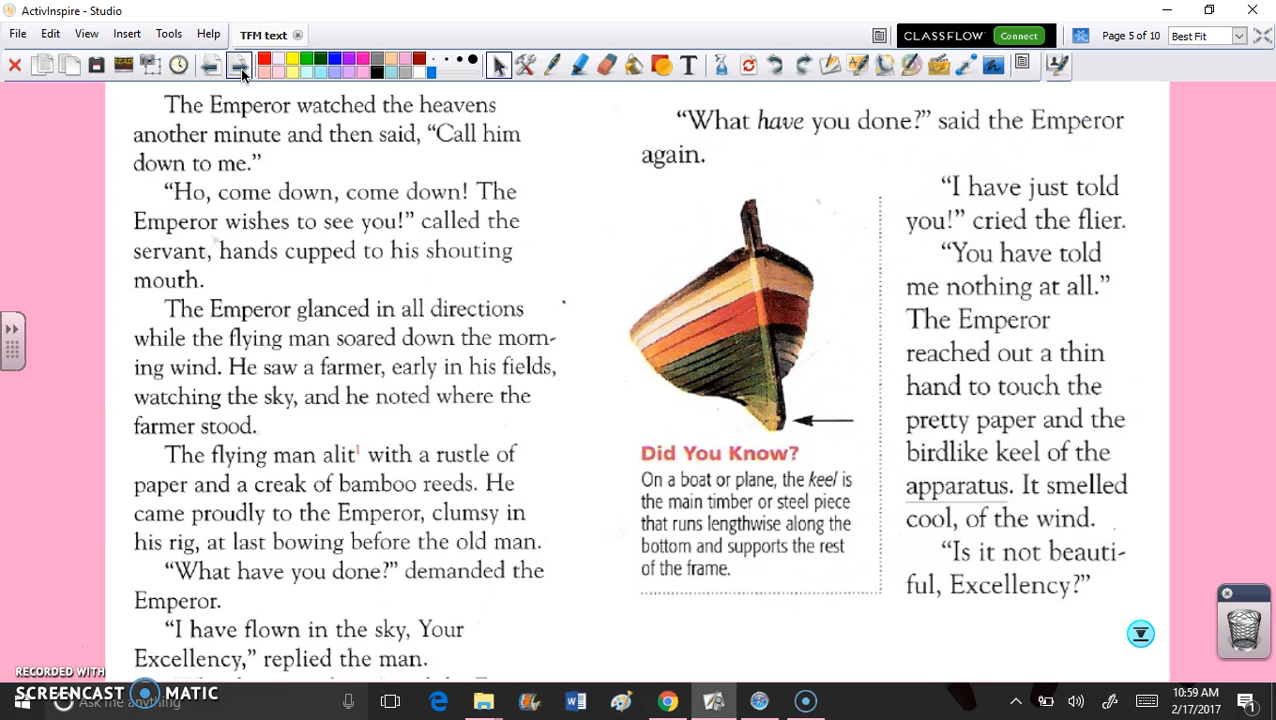 ActivInspire - Studio
File Edit View Insert Tools Help
TFM text
CLASSFLOW Connect
Page 5 of 10
Best Fit
The Emperor watched the heavens
another minute and then said, “Call him
down to me.”
“Ho, come down, come down! The
Emperor wishes to see you!” called the
servant, hands cupped to his shouting
mouth.
The Emperor glanced in all directions
while the flying man soared down the morn-
ing wind. He saw a farmer, early in his fields,
watching the sky, and he noted where the
farmer stood.
The flying man alit¹ with a rustle of
paper and a creak of bamboo reeds. He
came proudly to the Emperor, clumsy in
his rig, at last bowing before the old man.
“What have you done?” demanded the
Emperor.
“I have flown in the sky, Your
Excellency,” replied the man.
“What have you done?” said the Emperor
again.
Did You Know?
On a boat or plane, the keel is
the main timber or steel piece
that runs lengthwise along the
bottom and supports the rest
of the frame.
“I have just told
you!” cried the flier.
“You have told
me nothing at all.”
The Emperor
reached out a thin
hand to touch the
pretty paper and the
birdlike keel of the
apparatus. It smelled
cool, of the wind.
“Is it not beauti-
ful, Excellency?”
RECORDED WITH
SCREENCAST MATIC
Ask me anything
10:59 AM
2/17/2017